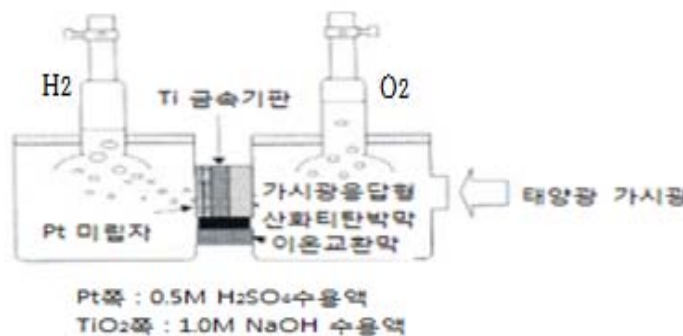 H2
O2
Ti 금속기판
가시광응답형
산화티탄박막
이온교환막
Pt 미립자
태양광 가시광
Pt쪽 : 0.5M H₂SO₄수용액
TiO₂쪽 : 1.0M NaOH 수용액